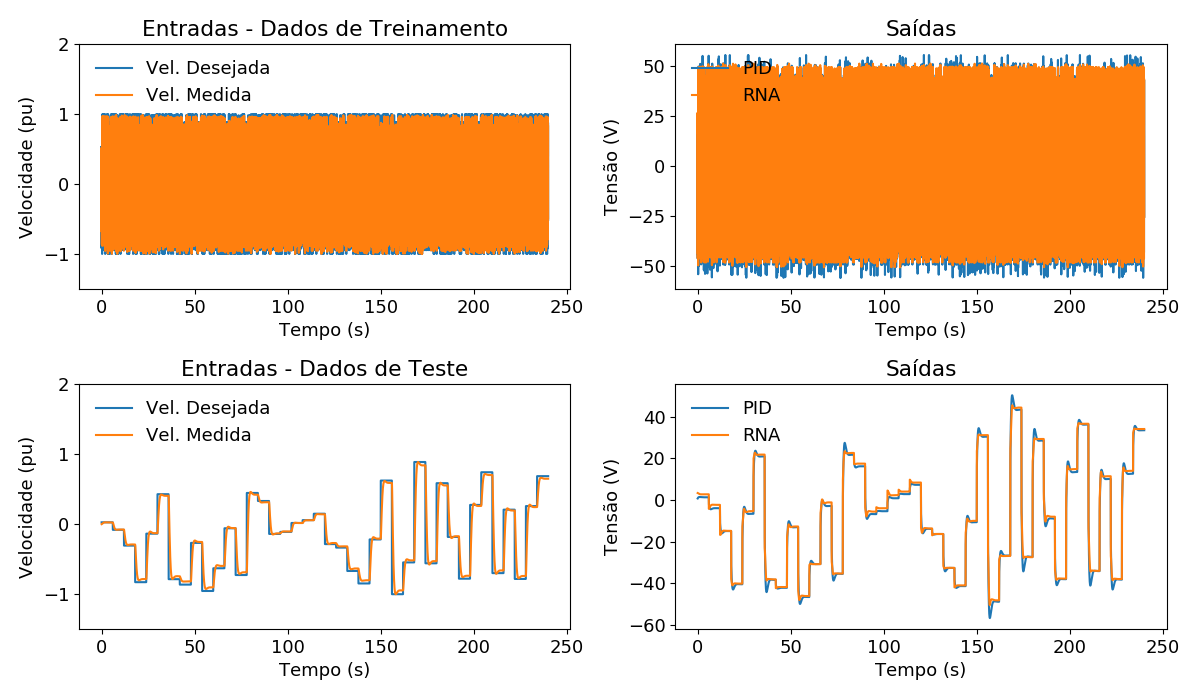 Entradas - Dados de Treinamento
2
1
0
−1
Velocidade (pu)
Vel. Desejada
Vel. Medida
0 50 100 150 200 250
Tempo (s)
Saídas
50
25
0
−25
−50
Tensão (V)
PID
RNA
0 50 100 150 200 250
Tempo (s)
Entradas - Dados de Teste
2
1
0
−1
Velocidade (pu)
Vel. Desejada
Vel. Medida
0 50 100 150 200 250
Tempo (s)
Saídas
40
20
0
−20
−40
−60
Tensão (V)
PID
RNA
0 50 100 150 200 250
Tempo (s)